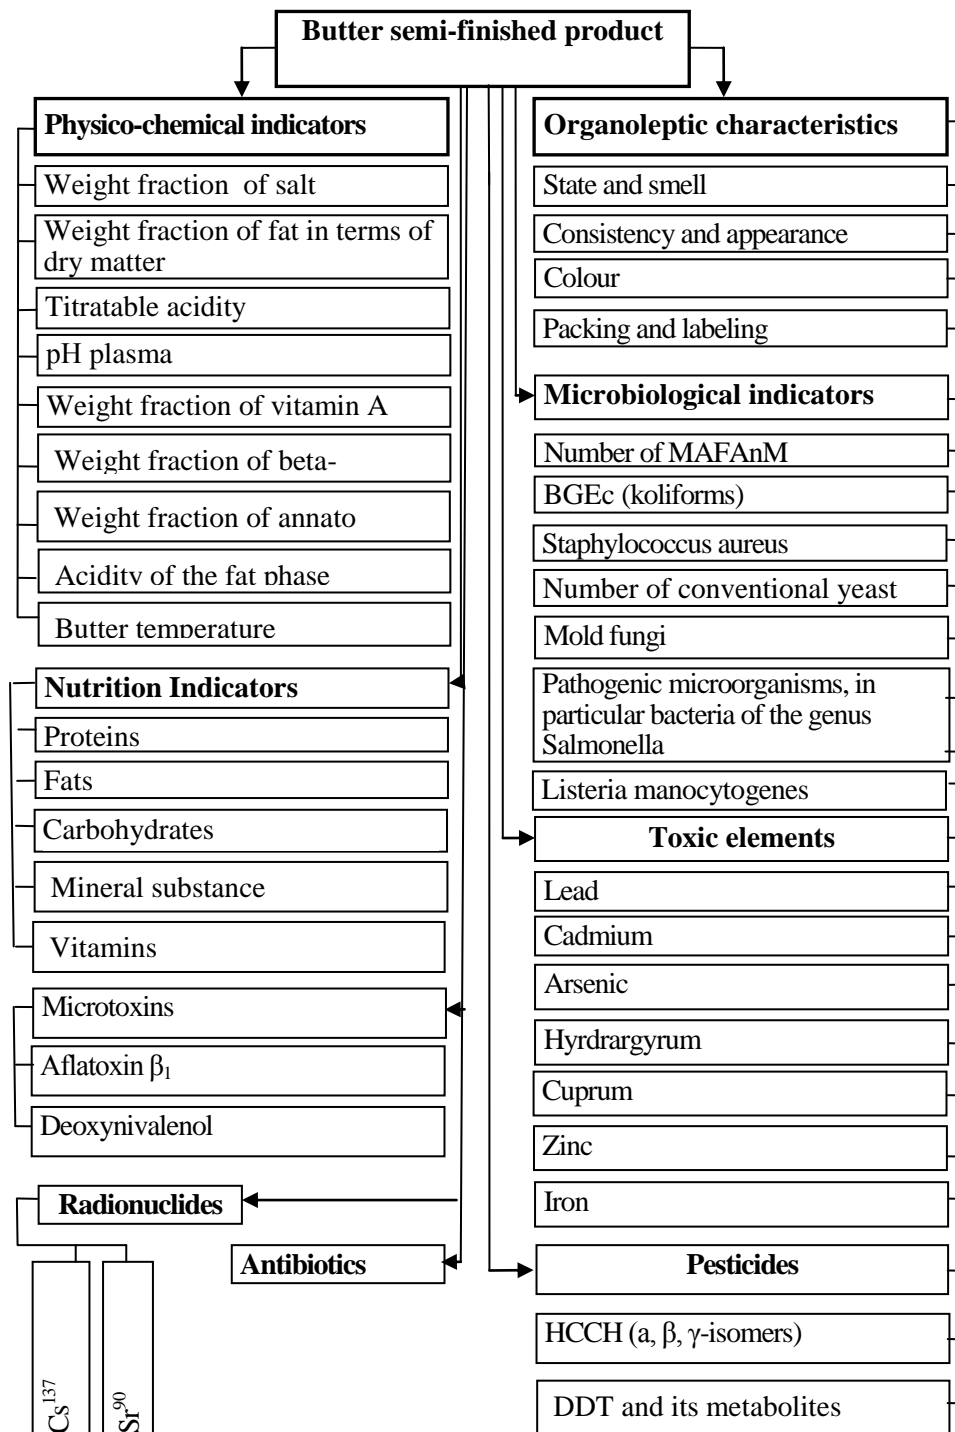 Butter semi-finished product
Physico-chemical indicators
Weight fraction of salt
Weight fraction of fat in terms of
dry matter
Titratable acidity
pH plasma
Weight fraction of vitamin A
Weight fraction of beta-
Weight fraction of annato
Acidity of the fat phase
Butter temperature
Nutrition Indicators
Proteins
Fats
Carbohydrates
Mineral substance
Vitamins
Microtoxins
Aflatoxin β₁
Deoxynivalenol
Radionuclides
Cs¹³⁷
Sr⁹⁰
Antibiotics
Organoleptic characteristics
State and smell
Consistency and appearance
Colour
Packing and labeling
Microbiological indicators
Number of MAFAnM
BGEc (koliforms)
Staphylococcus aureus
Number of conventional yeast
Mold fungi
Pathogenic microorganisms, in
particular bacteria of the genus
Salmonella
Listeria manocytogenes
Toxic elements
Lead
Cadmium
Arsenic
Hyrdrargyrum
Cuprum
Zinc
Iron
Pesticides
HCCH (a, β, γ-isomers)
DDT and its metabolites